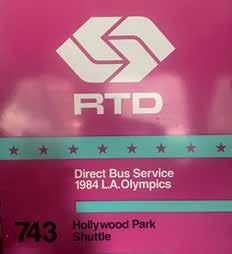 RTD
Direct Bus Service
1984 L.A.Olympics
743 Hollywood Park
Shuttle